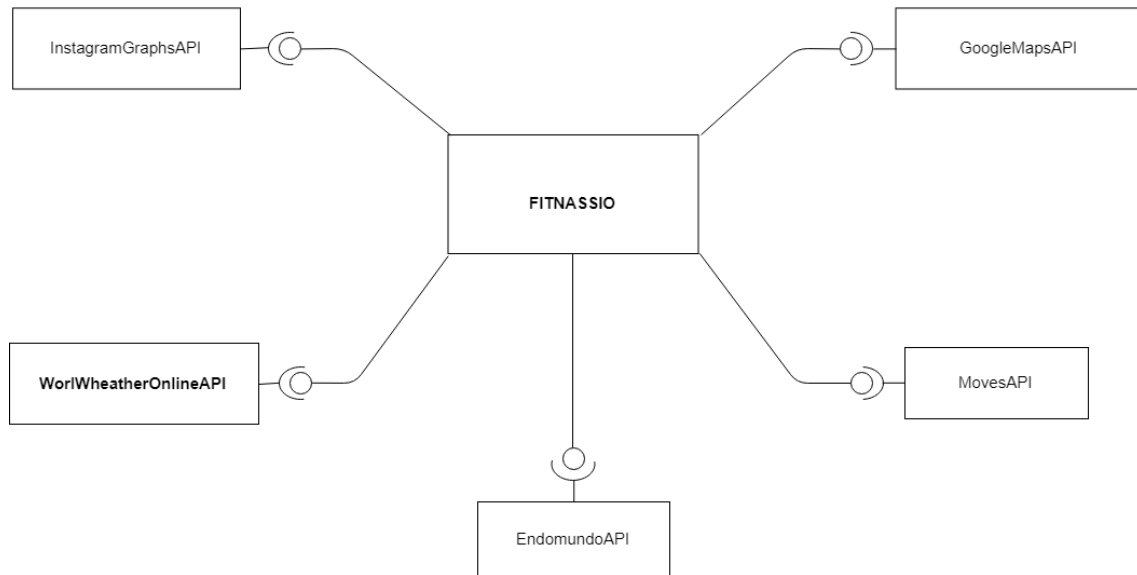 InstagramGraphsAPI
GoogleMapsAPI
FITNASSIO
WorlWheatherOnlineAPI
MovesAPI
EndomundoAPI